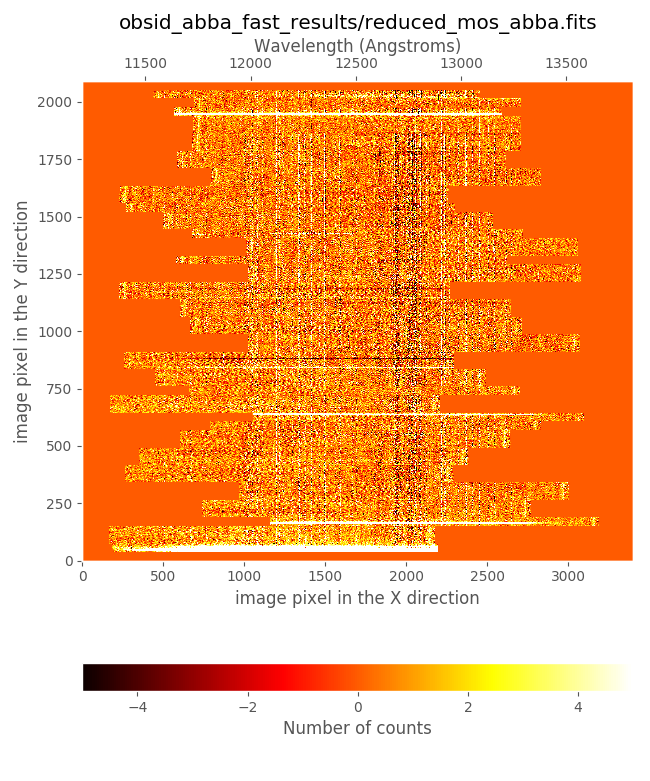 obsid_abba_fast_results/reduced_mos_abba.fits
Wavelength (Angstroms)
11500 12000 12500 13000 13500
2000
1750
1500
1250
1000
750
500
250
0
image pixel in the Y direction
0 500 1000 1500 2000 2500 3000
image pixel in the X direction
−4 −2 0 2 4
Number of counts